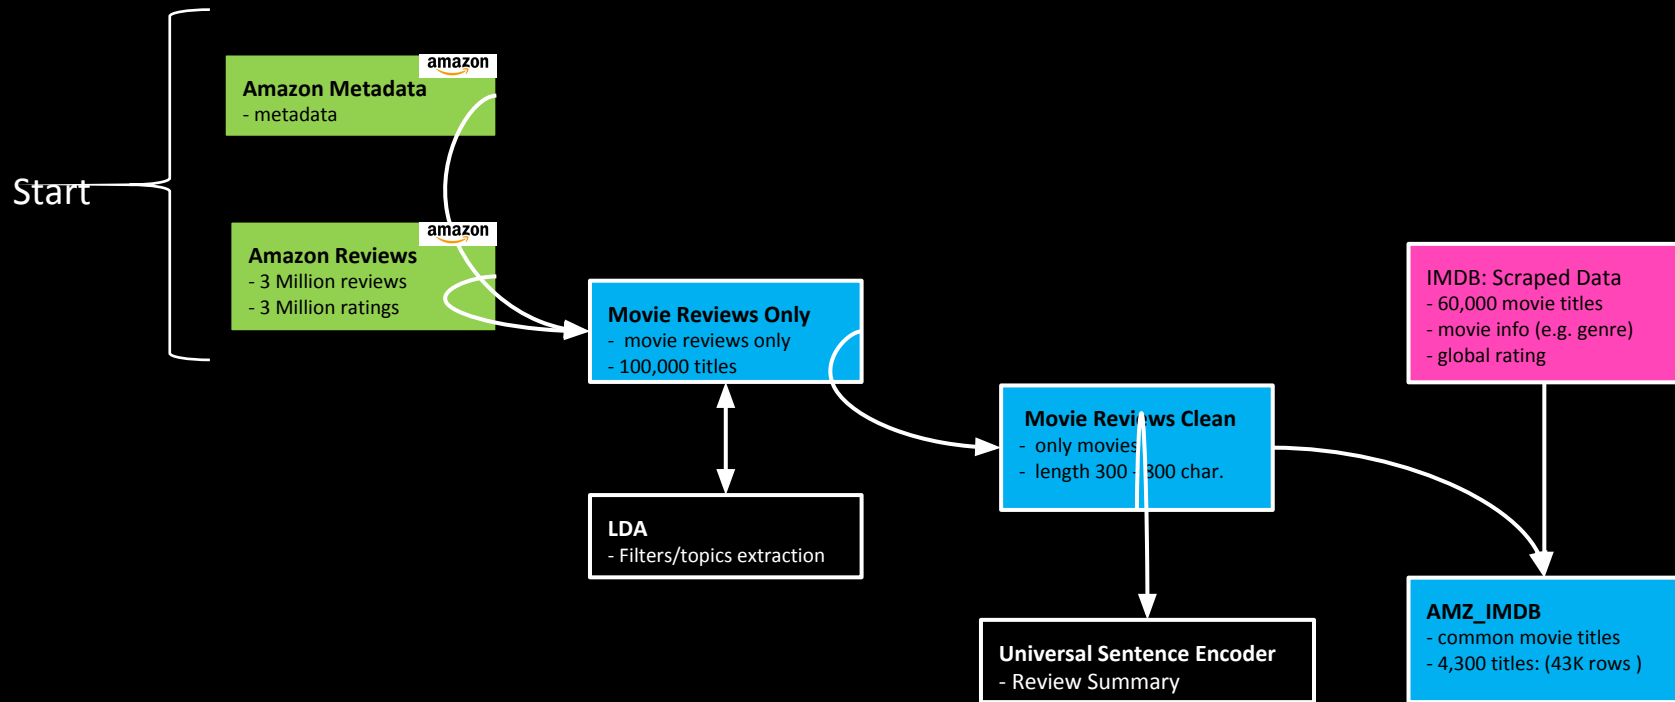 Start
amazon
Amazon Metadata
- metadata
amazon
Amazon Reviews
- 3 Million reviews
- 3 Million ratings
Movie Reviews Only
- movie reviews only
- 100,000 titles
LDA
- Filters/topics extraction
Movie Reviews Clean
- only movies
- length 300 - 800 char.
Universal Sentence Encoder
- Review Summary
IMDB: Scraped Data
- 60,000 movie titles
- movie info (e.g. genre)
- global rating
AMZ_IMDB
- common movie titles
- 4,300 titles: (43K rows )